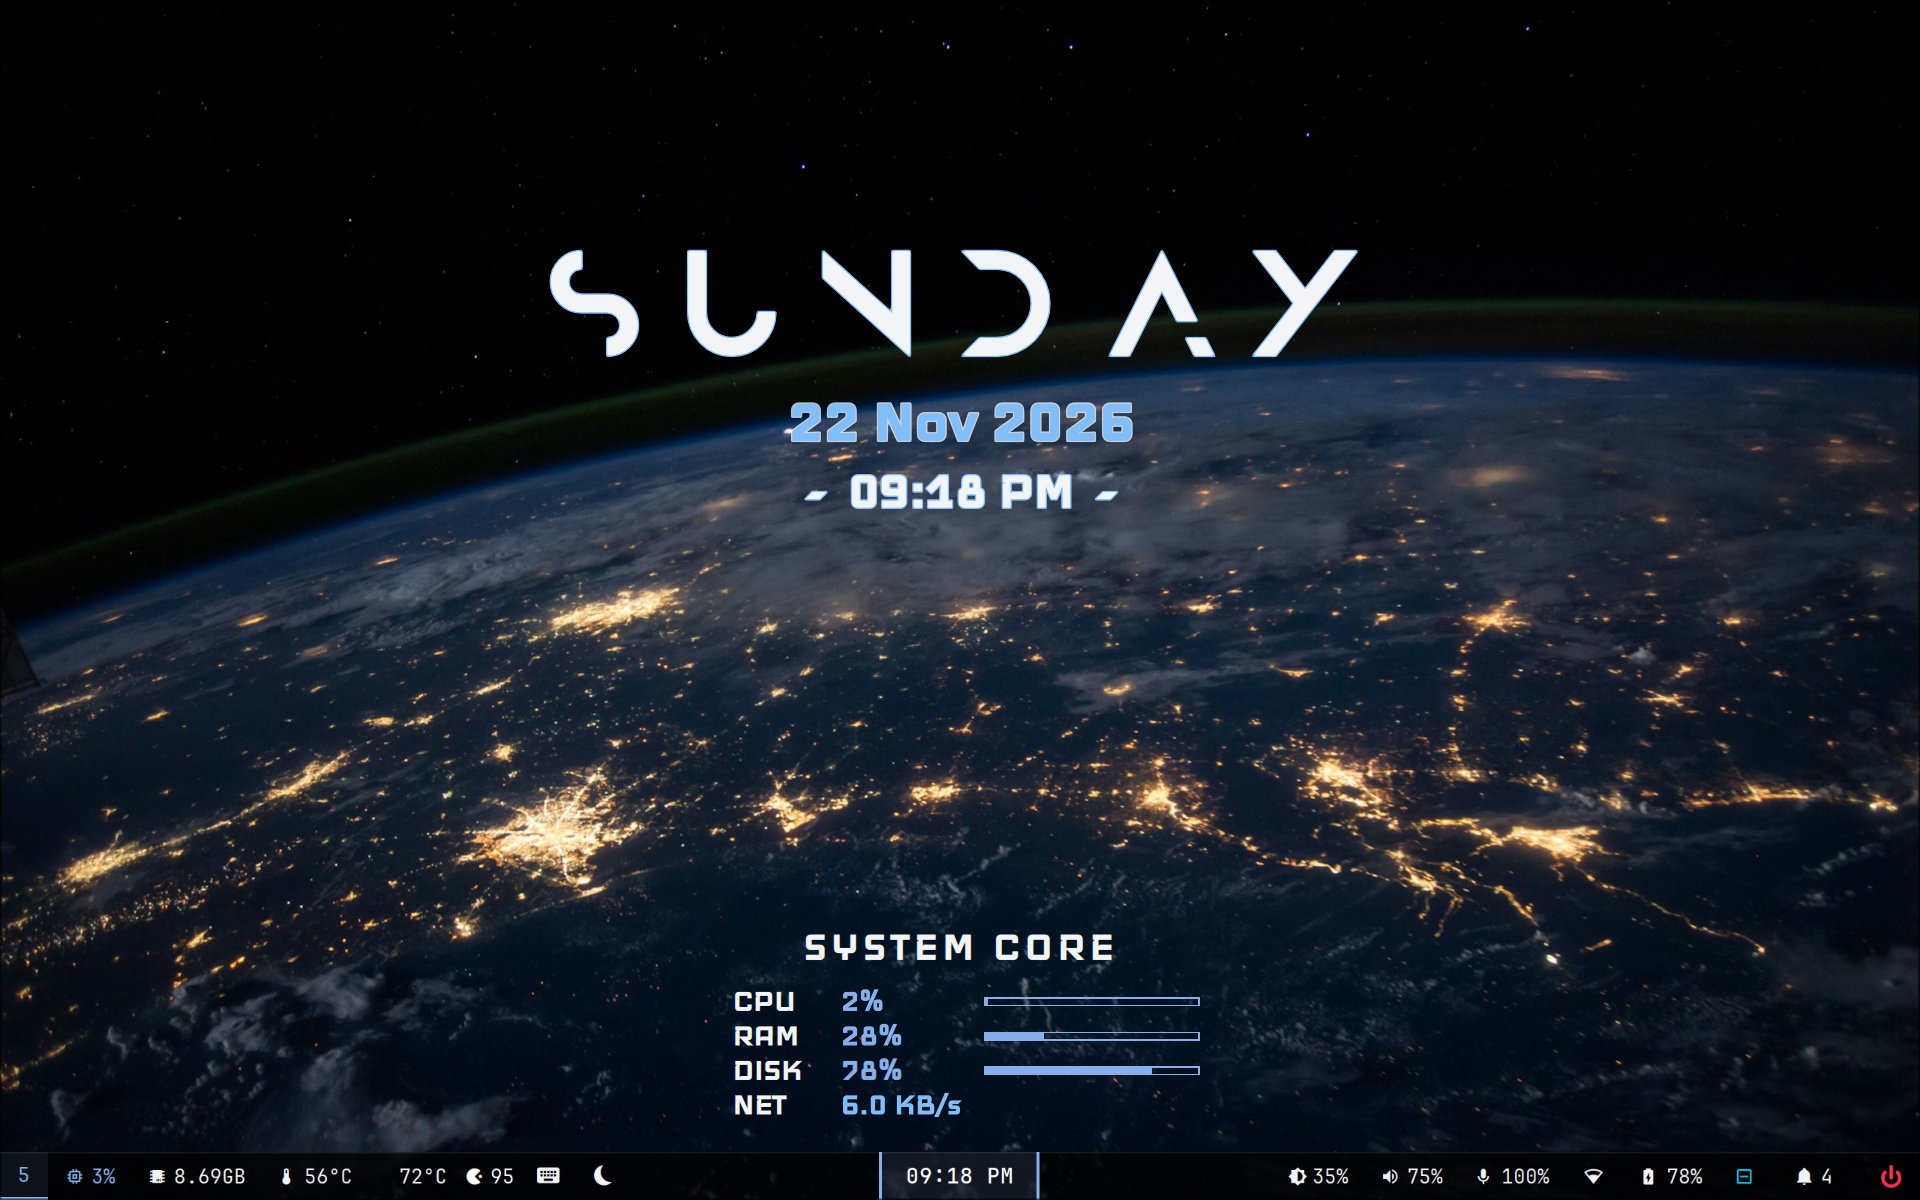 SUNDAY
22 Nov 2026
- 09:18 PM -
SYSTEM CORE
CPU 2%
RAM 28%
DISK 78%
NET 6.0 KB/s
5 3% 8.69GB 56°C 72°C 95 09:18 PM 35% 75% 100% 78% 4